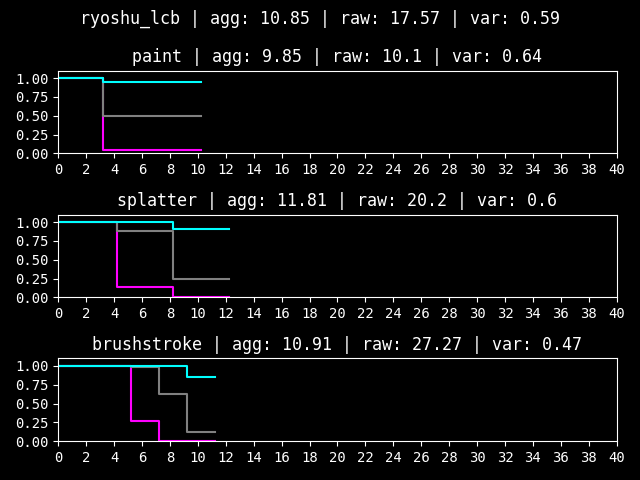 ryoshu_lcb | agg: 10.85 | raw: 17.57 | var: 0.59
paint | agg: 9.85 | raw: 10.1 | var: 0.64
1.00
0.75
0.50
0.25
0.00
0 2 4 6 8 10 12 14 16 18 20 22 24 26 28 30 32 34 36 38 40
splatter | agg: 11.81 | raw: 20.2 | var: 0.6
1.00
0.75
0.50
0.25
0.00
0 2 4 6 8 10 12 14 16 18 20 22 24 26 28 30 32 34 36 38 40
brushstroke | agg: 10.91 | raw: 27.27 | var: 0.47
1.00
0.75
0.50
0.25
0.00
0 2 4 6 8 10 12 14 16 18 20 22 24 26 28 30 32 34 36 38 40